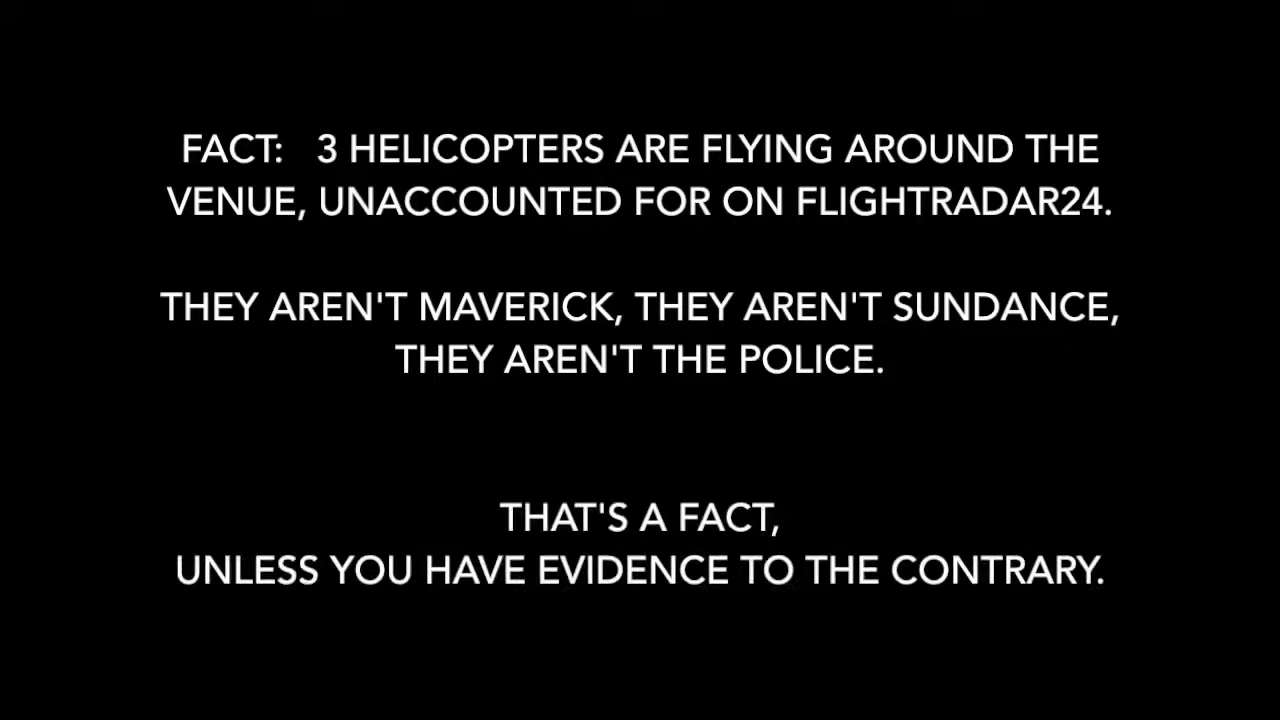 FACT: 3 HELICOPTERS ARE FLYING AROUND THE
VENUE, UNACCOUNTED FOR ON FLIGHTRADAR24.
THEY AREN'T MAVERICK, THEY AREN'T SUNDANCE,
THEY AREN'T THE POLICE.
THAT'S A FACT,
UNLESS YOU HAVE EVIDENCE TO THE CONTRARY.